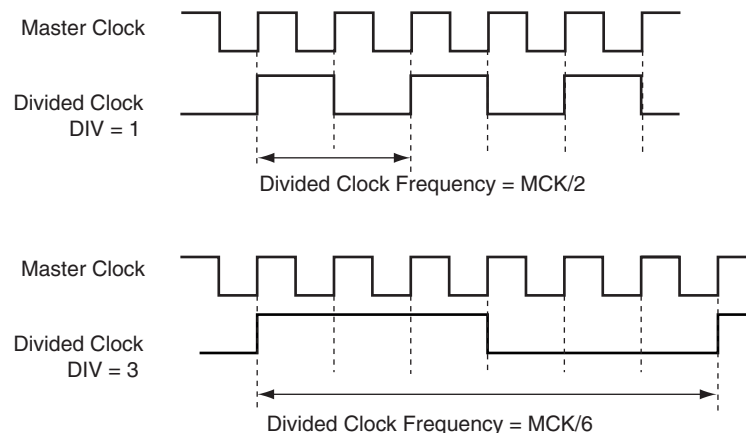 Master Clock
Divided Clock
DIV = 1
Divided Clock Frequency = MCK/2
Master Clock
Divided Clock
DIV = 3
Divided Clock Frequency = MCK/6